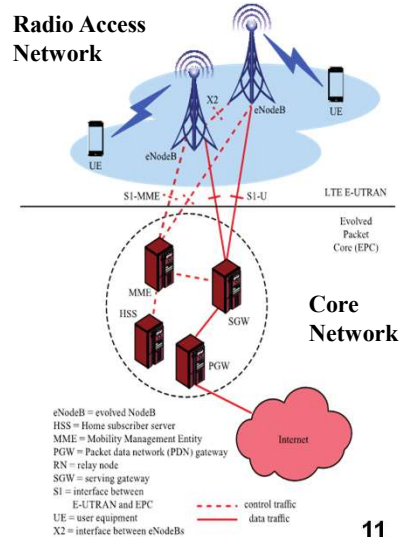 Radio Access
Network
X2
eNodeB
UE
eNodeB
UE
S1-MME
S1-U
LTE E-UTRAN
Evolved
Packet
Core (EPC)
MME
SGW
HSS
PGW
Core
Network
Internet
eNodeB = evolved NodeB
HSS = Home subscriber server
MME = Mobility Management Entity
PGW = Packet data network (PDN) gateway
RN = relay node
SGW = serving gateway
S1 = interface between
E-UTRAN and EPC
UE = user equipment
X2 = interface between eNodeBs
control traffic
data traffic
11